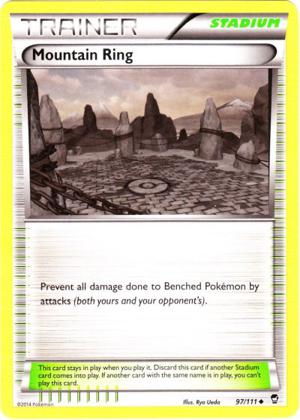 TRAINER STADIUM
Mountain Ring
Prevent all damage done to Benched Pokémon by
attacks (both yours and your opponent's).
This card stays in play when you play it. Discard this card if another Stadium
card comes into play. If another card with the same name is in play, you can't
play this card.
©2014 Pokémon Illus. Ryo Ueda 97/111